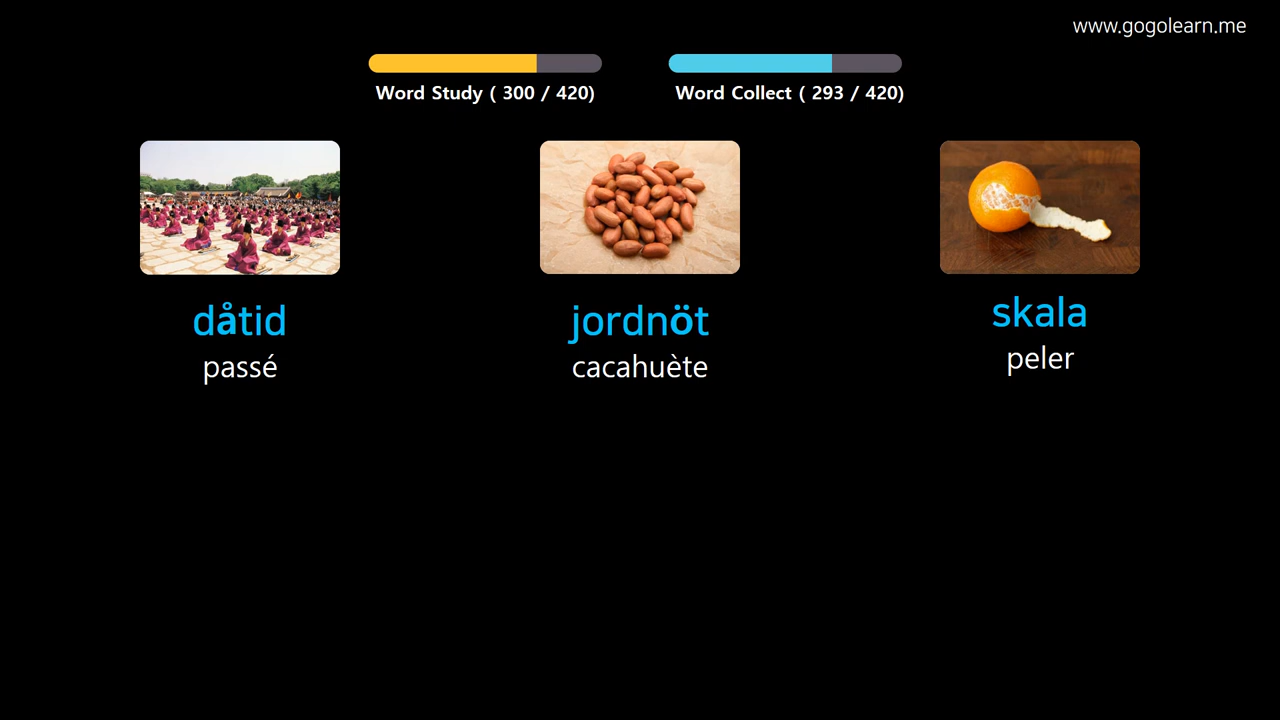 www.gogolearn.me
Word Study ( 300 / 420)
Word Collect ( 293 / 420)
dåtid
passé
jordnöt
cacahuète
skala
peler